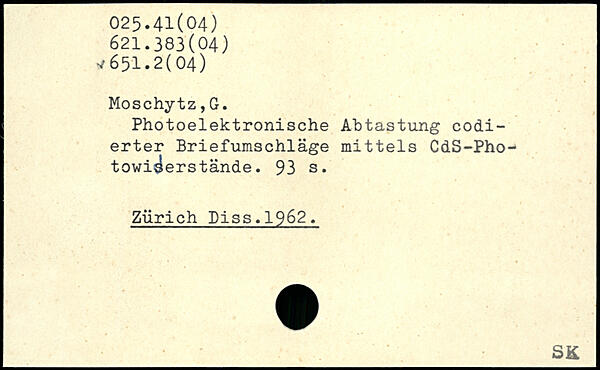 025.41(04)
621.383(04)
✓651.2(04)
Moschytz,G.
Photoelektronische Abtastung codi-
erter Briefumschläge mittels CdS-Pho-
towiderstände. 93 s.
Zürich Diss.1962.
SK